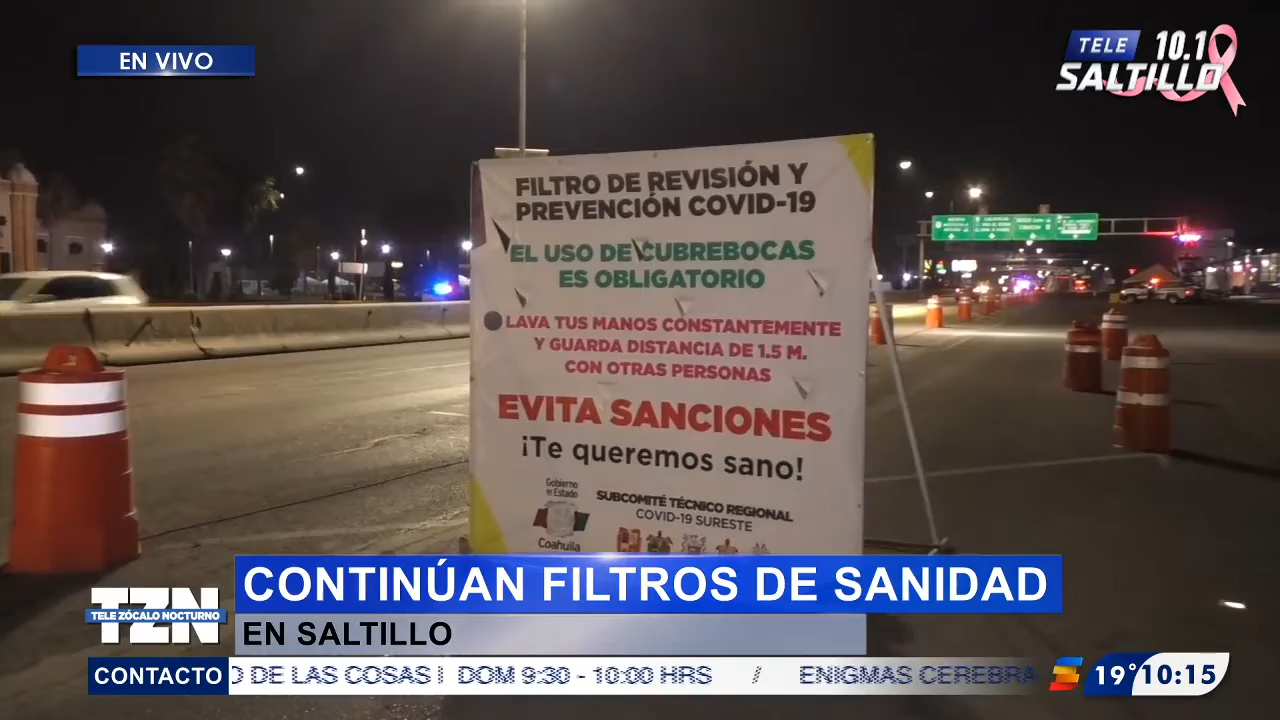 EN VIVO
TELE 10.1
SALTILLO
FILTRO DE REVISIÓN Y
PREVENCIÓN COVID-19
EL USO DE CUBREBOCAS
ES OBLIGATORIO
LAVA TUS MANOS CONSTANTEMENTE
Y GUARDA DISTANCIA DE 1.5 M.
CON OTRAS PERSONAS
EVITA SANCIONES
¡Te queremos sano!
Gobierno
de Estado
Coahuila
SUBCOMITÉ TÉCNICO REGIONAL
COVID-19 SURESTE
CONTINÚAN FILTROS DE SANIDAD
EN SALTILLO
TZN
TELE ZÓCALO NOCTURNO
CONTACTO
O DE LAS COSAS | DOM 9:30 - 10:00 HRS / ENIGMAS CEREBRA
19° 10:15